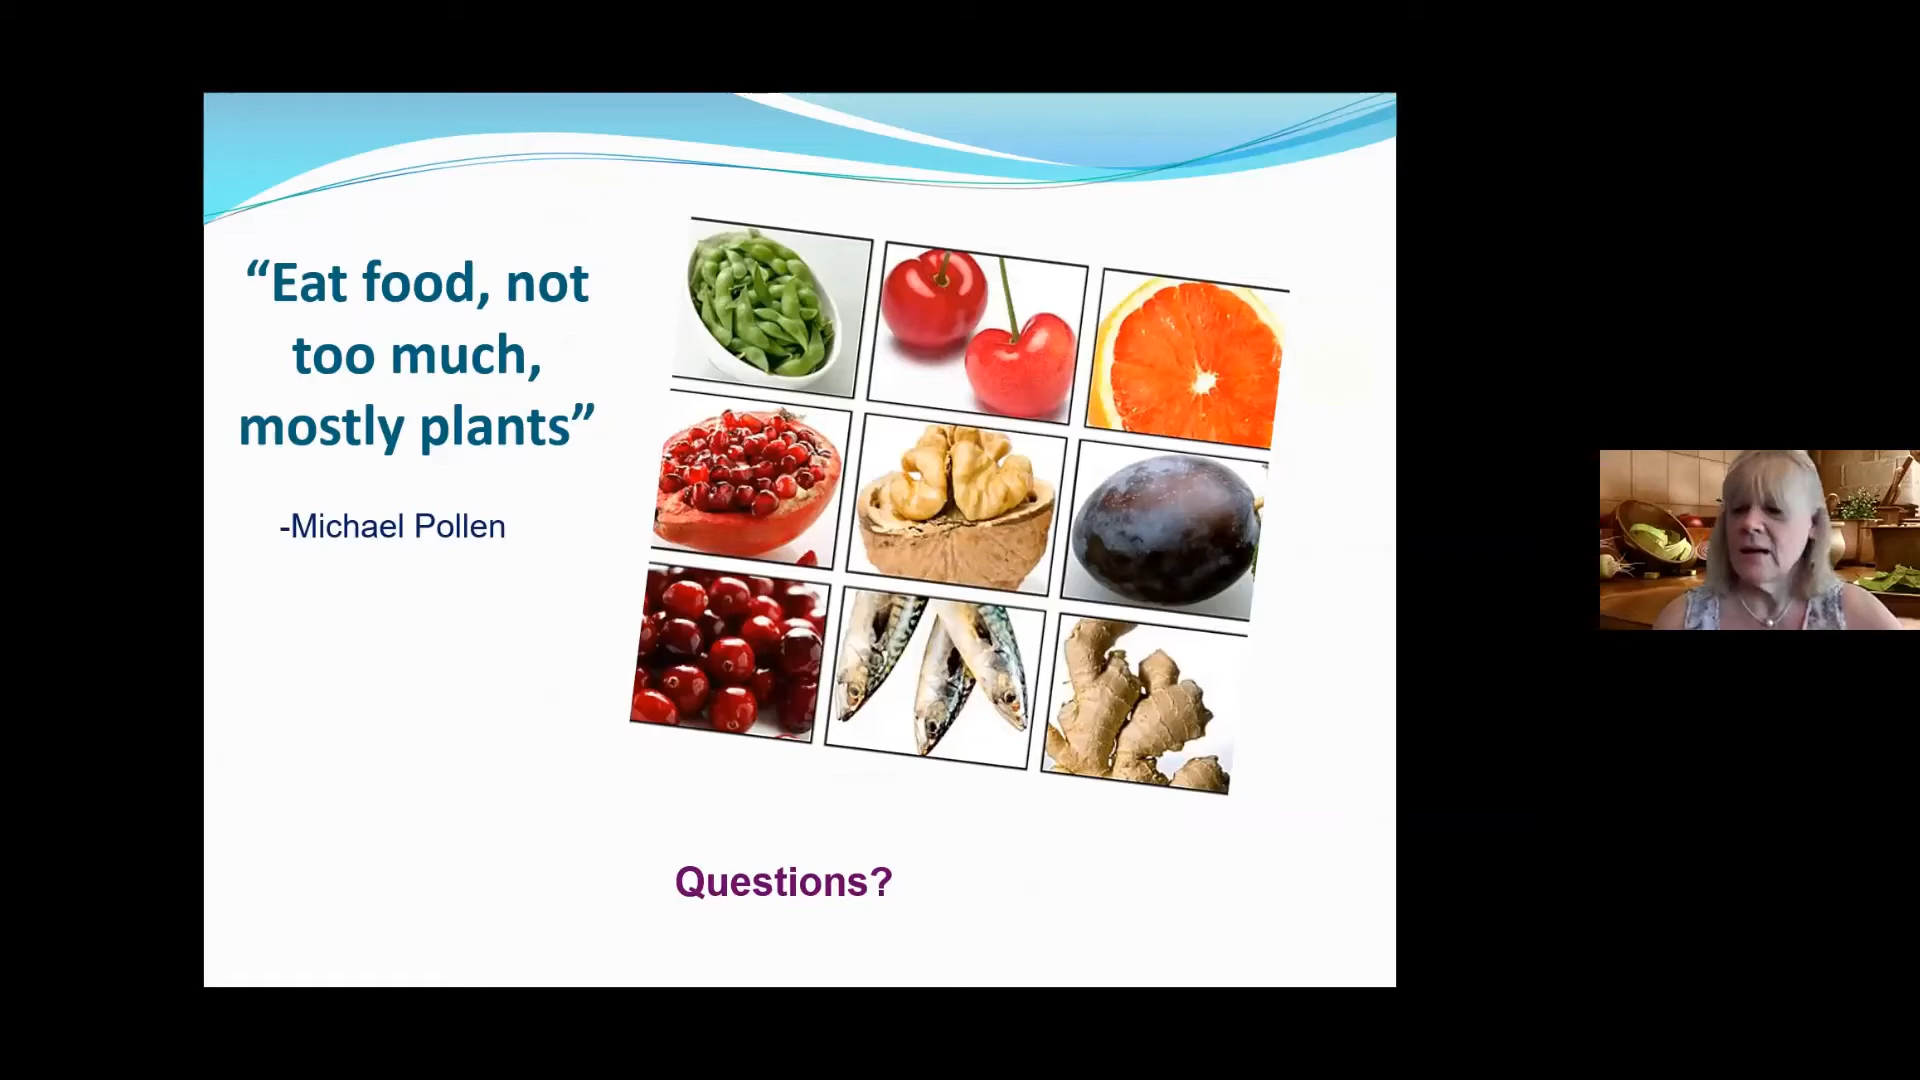 “Eat food, not
too much,
mostly plants”
-Michael Pollen
Questions?